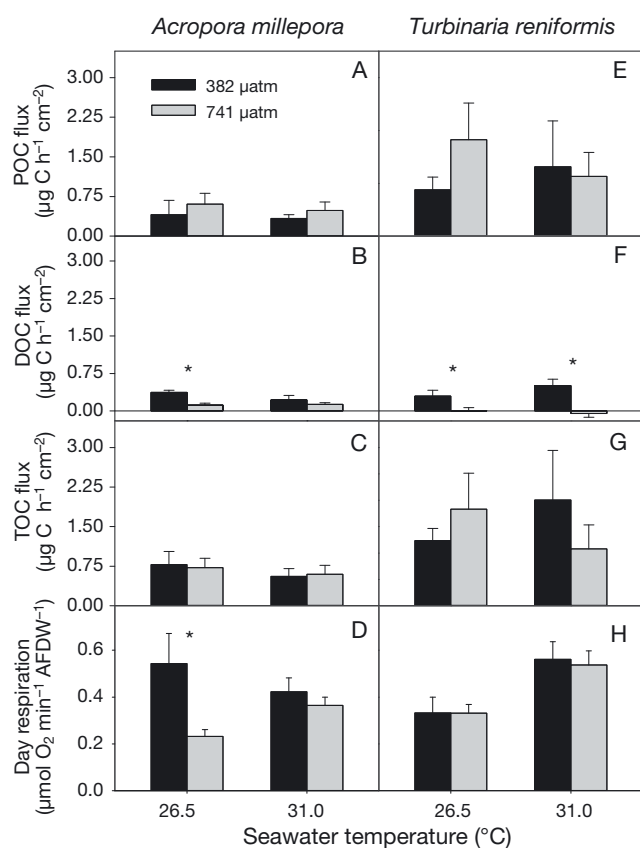 Acropora millepora
Turbinaria reniformis
POC flux
(µg C h–1 cm–2)
3.00
2.25
1.50
0.75
0.00
382 µatm
741 µatm
A
E
DOC flux
(µg C h–1 cm–2)
3.00
2.25
0.75
0.00
B
*
F
*
*
TOC flux
(µg C h–1 cm–2)
3.00
2.25
1.50
0.75
0.00
C
G
Day respiration
(µmol O2 min–1 AFDW–1)
0.6
0.4
0.2
0.0
D
*
H
26.5
31.0
26.5
31.0
Seawater temperature (°C)